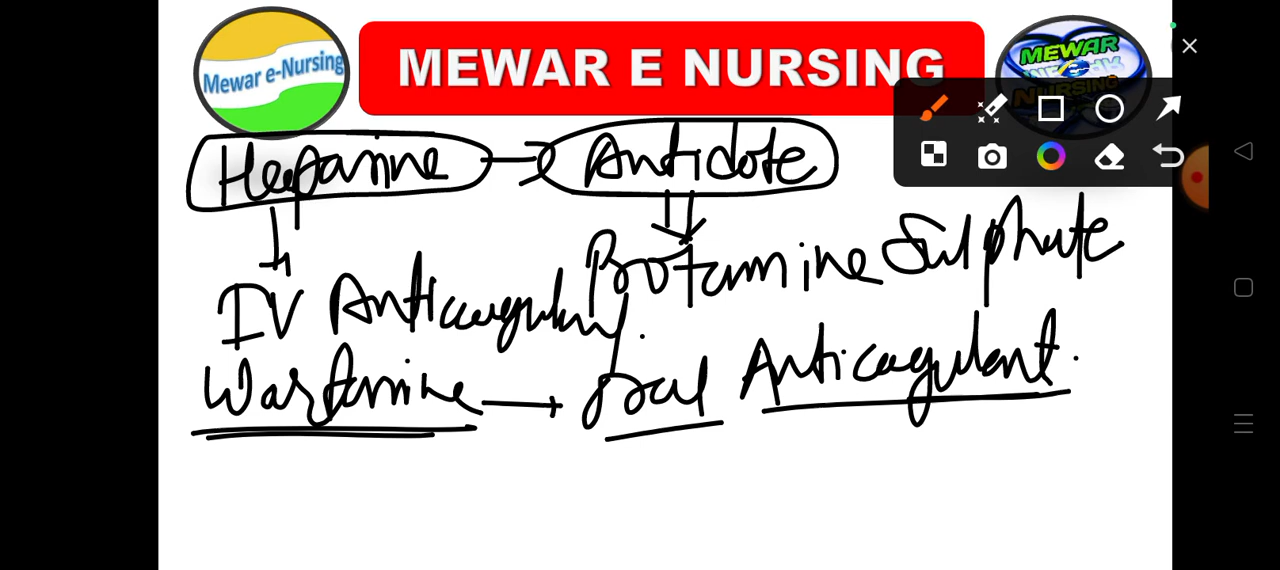 Mewar e-Nursing
MEWAR E NURSING
MEWAR
NURSING
Heparine → Antidote
IV Anticoagulant.
Protamine Sulphate
Warfarine → Oral Anticoagulant.